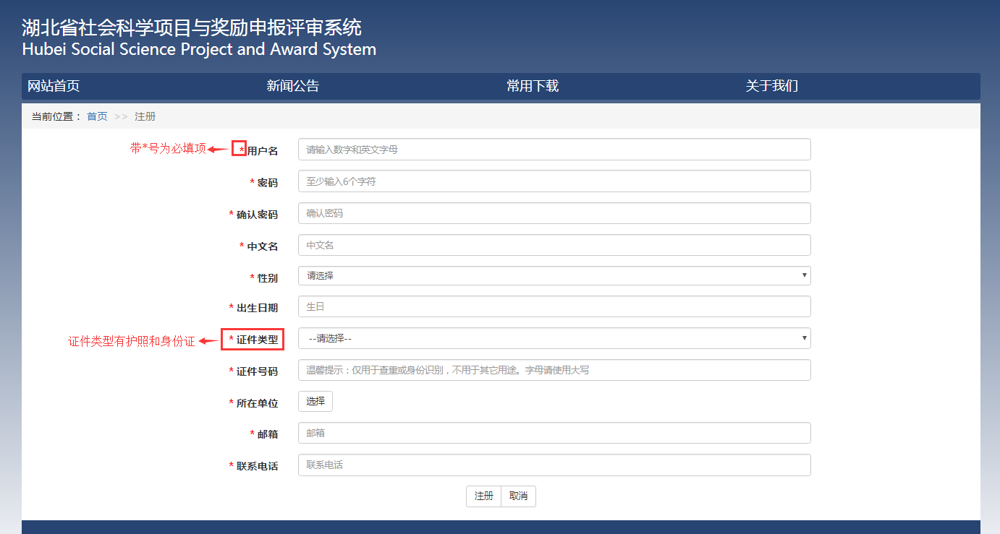 湖北省社会科学项目与奖励申报评审系统
Hubei Social Science Project and Award System
网站首页 新闻公告 常用下载 关于我们
当前位置： 首页 >> 注册
带*号为必填项 *用户名 请输入数字和英文字母
* 密码 至少输入6个字符
* 确认密码 确认密码
* 中文名 中文名
* 性别 请选择
* 出生日期 生日
证件类型有护照和身份证 * 证件类型 --请选择--
* 证件号码 温馨提示：仅用于查重或身份识别，不用于其它用途。字母请使用大写
* 所在单位 选择
* 邮箱 邮箱
* 联系电话 联系电话
注册 取消